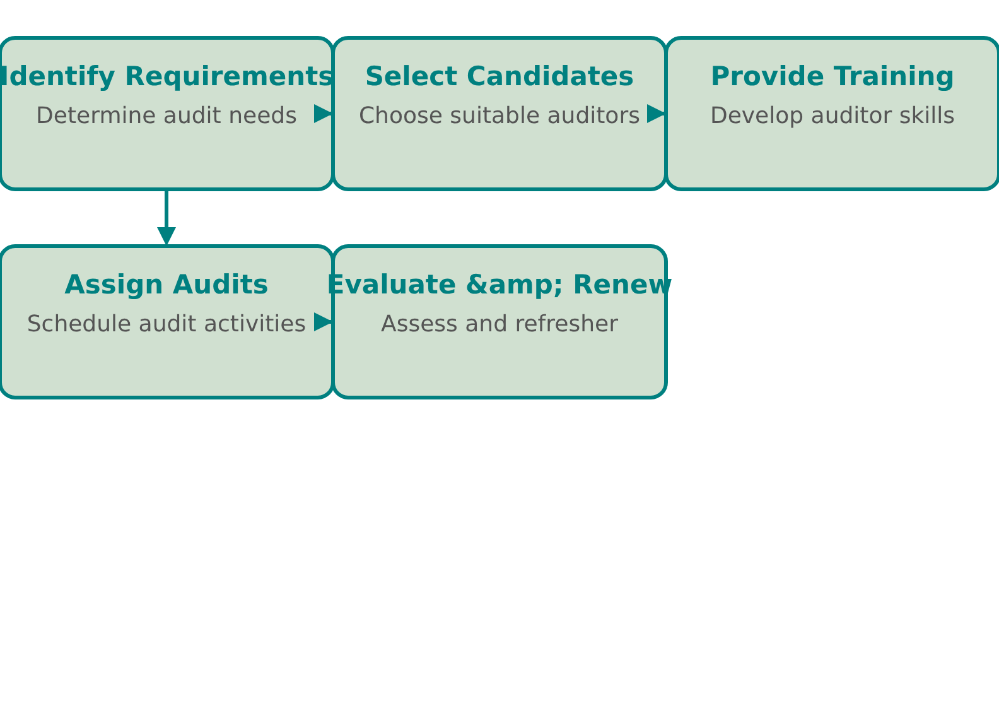 Identify Requirements
Determine audit needs
Select Candidates
Choose suitable auditors
Provide Training
Develop auditor skills
Assign Audits
Schedule audit activities
Evaluate &amp; Renew
Assess and refresher